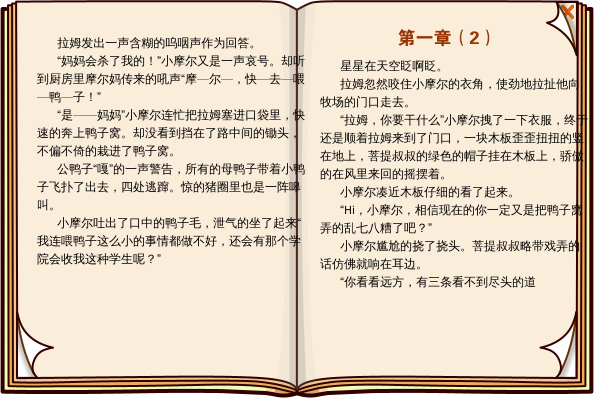 拉姆发出一声含糊的呜咽声作为回答。
“妈妈会杀了我的！”小摩尔又是一声哀号。却听
到厨房里摩尔妈传来的吼声“摩—尔—，快—去—喂
—鸭—子！”
“是——妈妈”小摩尔连忙把拉姆塞进口袋里，快
速的奔上鸭子窝。却没看到挡在了路中间的锄头，
不偏不倚的栽进了鸭子窝。
公鸭子“嘎”的一声警告，所有的母鸭子带着小鸭
子飞扑了出去，四处逃蹿。惊的猪圈里也是一阵嗥
叫。
小摩尔吐出了口中的鸭子毛，泄气的坐了起来“
我连喂鸭子这么小的事情都做不好，还会有那个学
院会收我这种学生呢？”
第一章（2）
星星在天空眨啊眨。
拉姆忽然咬住小摩尔的衣角，使劲地拉扯他向
牧场的门口走去。
“拉姆，你要干什么”小摩尔拽了一下衣服，终于
还是顺着拉姆来到了门口，一块木板歪歪扭扭的竖
在地上，菩提叔叔的绿色的帽子挂在木板上，骄傲
的在风里来回的摇摆着。
小摩尔凑近木板仔细的看了起来。
“Hi，小摩尔，相信现在的你一定又是把鸭子窝
弄的乱七八糟了吧？”
小摩尔尴尬的挠了挠头。菩提叔叔略带戏弄的
话仿佛就响在耳边。
“你看看远方，有三条看不到尽头的道